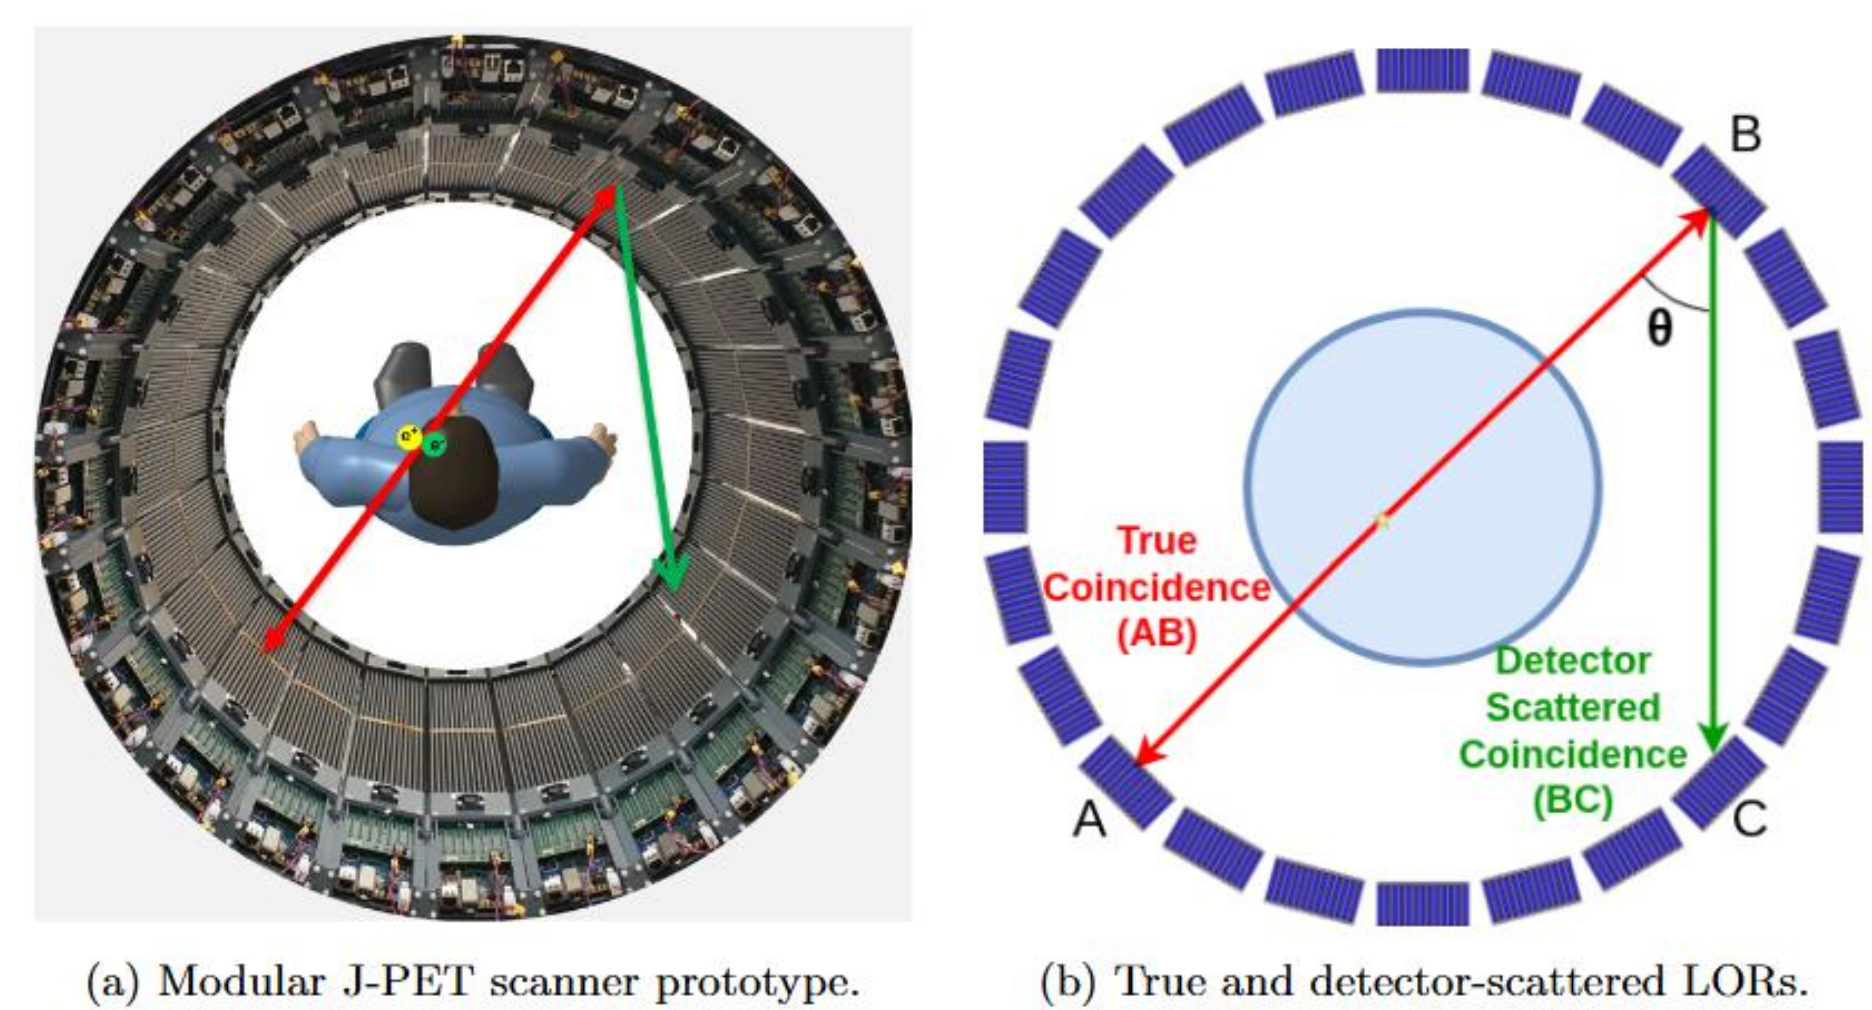 e+
e-
(a) Modular J-PET scanner prototype.
B
θ
True
Coincidence
(AB)
Detector
Scattered
Coincidence
(BC)
A
C
(b) True and detector-scattered LORs.